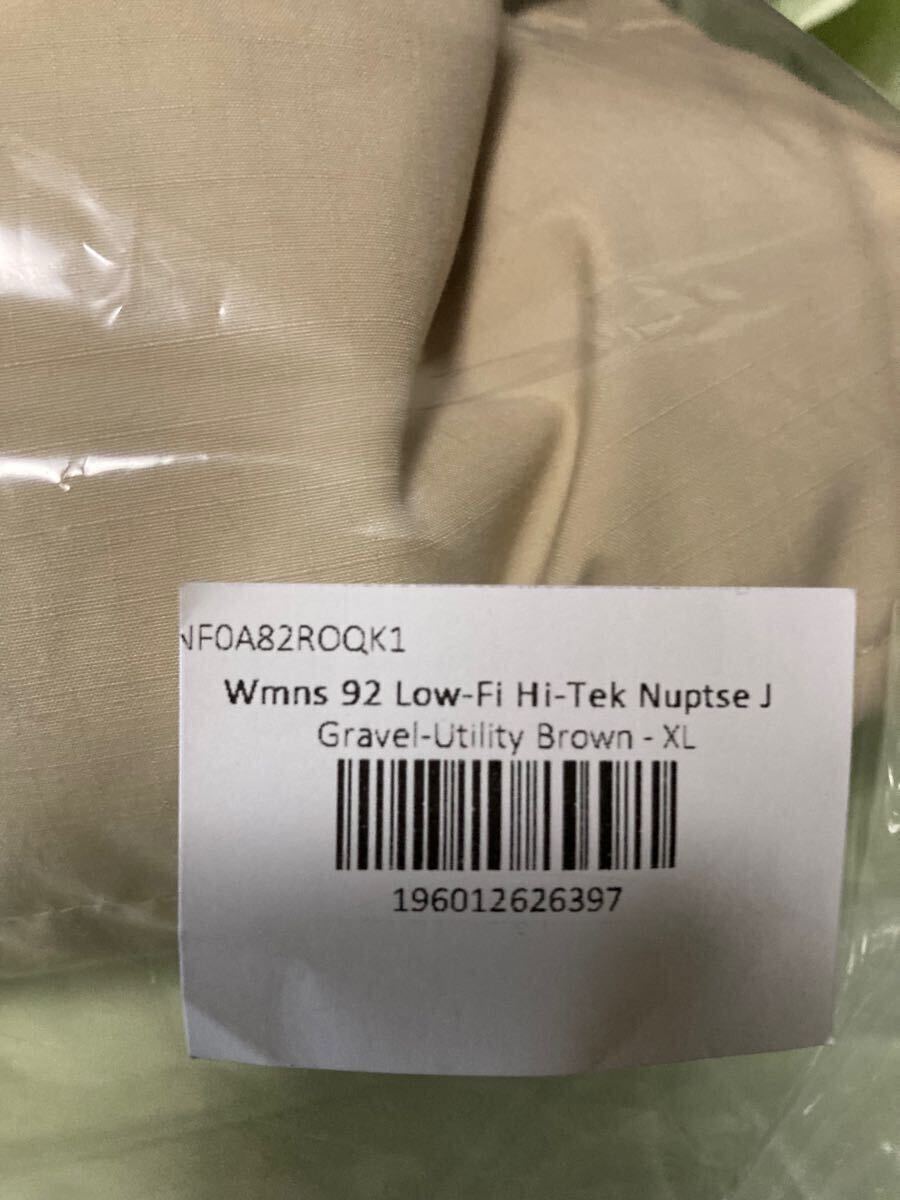 NF0A82ROQK1
Wmns 92 Low-Fi Hi-Tek Nuptse J
Gravel-Utility Brown - XL
196012626397